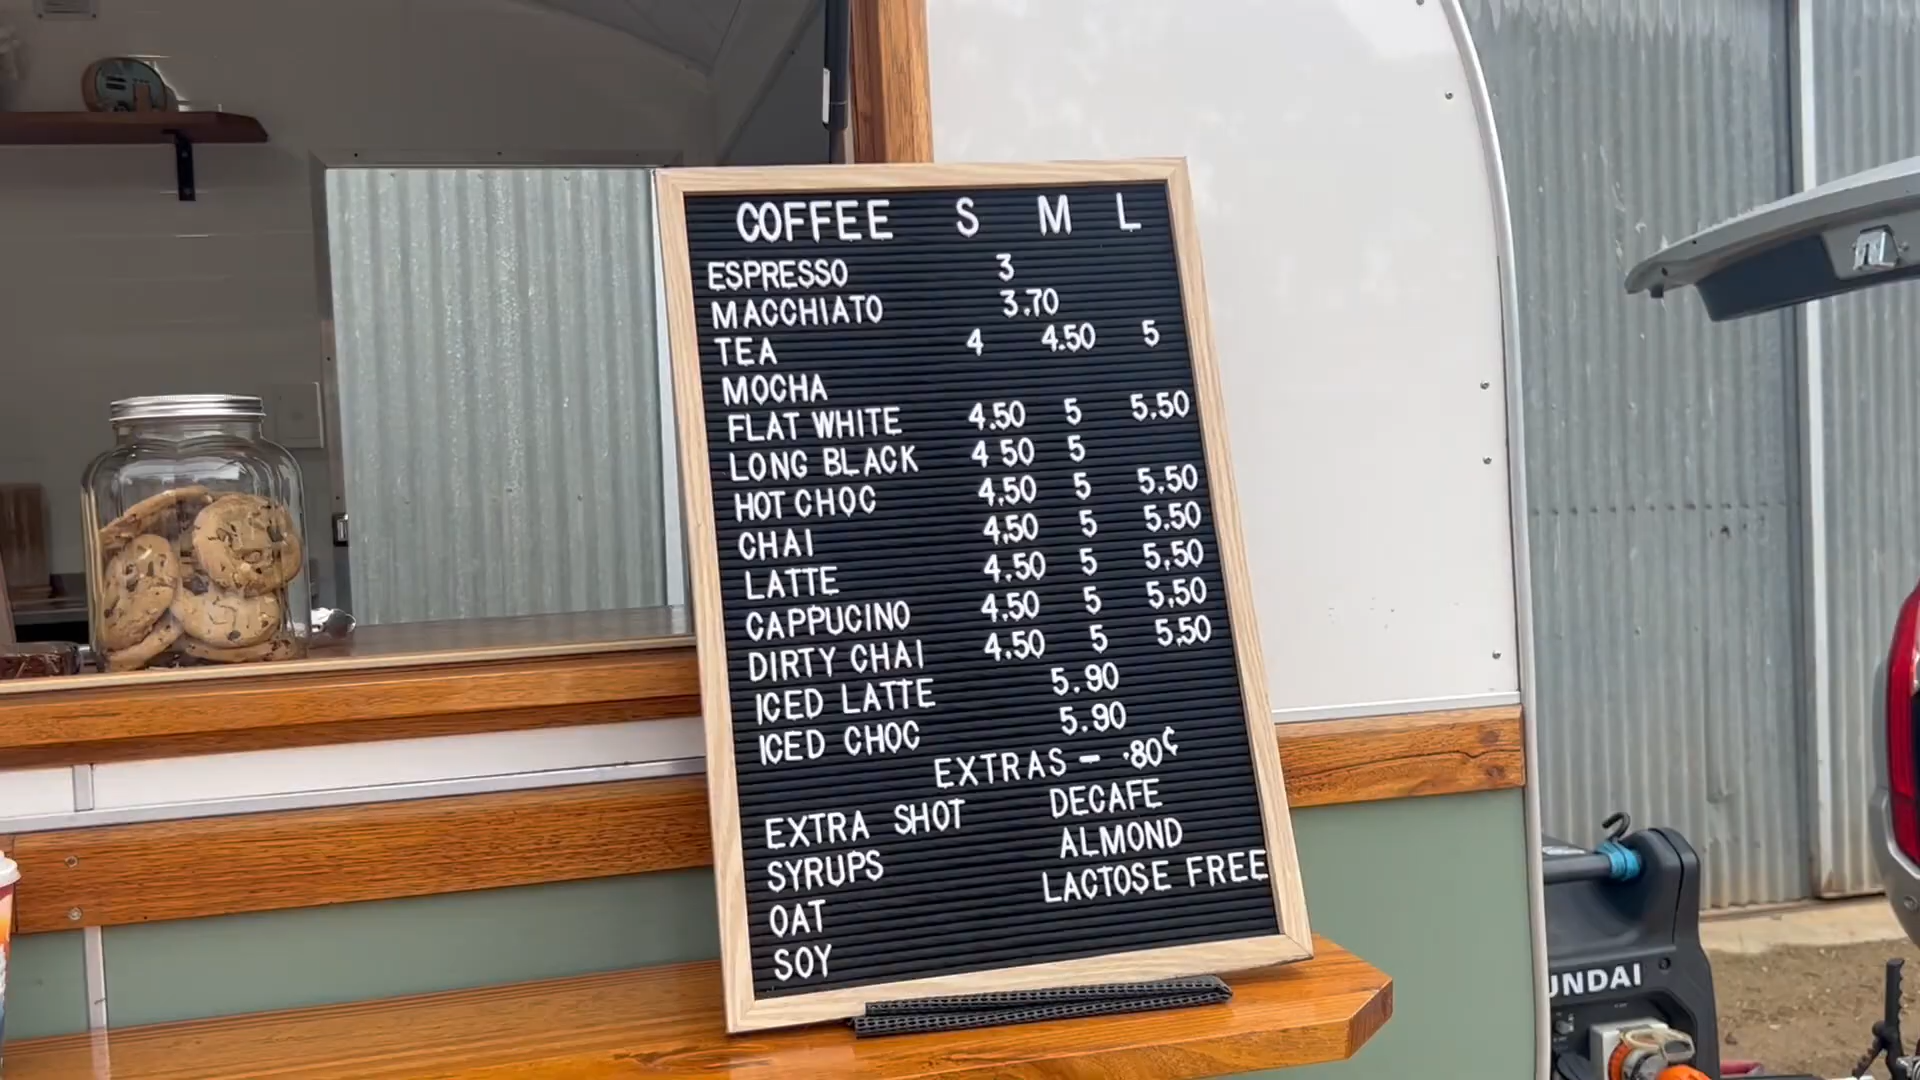 COFFEE S M L
ESPRESSO 3
MACCHIATO 3.70
TEA 4 4.50 5
MOCHA
FLAT WHITE 4.50 5 5.50
LONG BLACK 4 50 5
HOT CHOC 4.50 5 5.50
CHAI 4.50 5 5.50
LATTE 4.50 5 5.50
CAPPUCINO 4.50 5 5.50
DIRTY CHAI 4.50 5 5.50
ICED LATTE 5.90
ICED CHOC 5.90
EXTRAS - .80¢
EXTRA SHOT DECAFE
SYRUPS ALMOND
OAT LACTOSE FREE
SOY
UNDAI